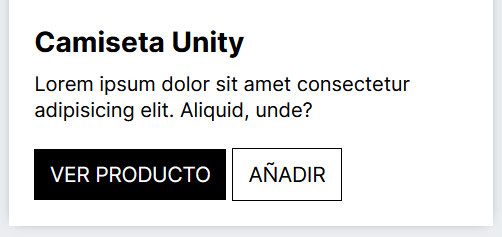 Camiseta Unity
Lorem ipsum dolor sit amet consectetur
adipisicing elit. Aliquid, unde?
VER PRODUCTO AÑADIR